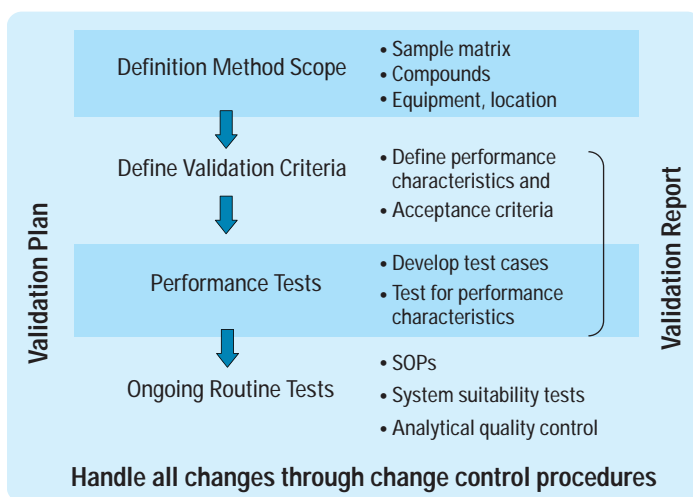 Definition Method Scope
• Sample matrix
• Compounds
• Equipment, location
Define Validation Criteria
• Define performance
characteristics and
• Acceptance criteria
Performance Tests
• Develop test cases
• Test for performance
characteristics
Ongoing Routine Tests
• SOPs
• System suitability tests
• Analytical quality control
Validation Plan
Validation Report
Handle all changes through change control procedures